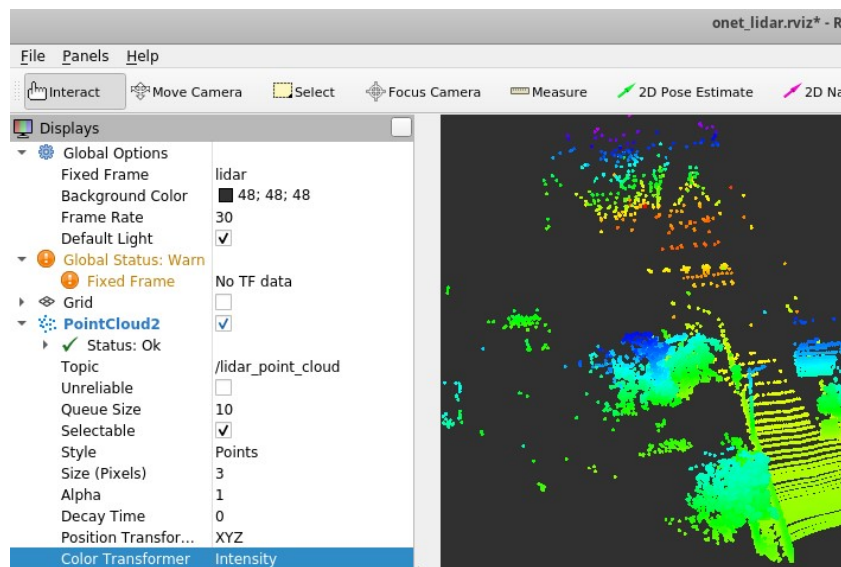 onet_lidar.rviz* - R
File Panels Help
Interact Move Camera Select Focus Camera Measure 2D Pose Estimate 2D Na
Displays
Global Options
Fixed Frame lidar
Background Color 48; 48; 48
Frame Rate 30
Default Light
Global Status: Warn
Fixed Frame No TF data
Grid
PointCloud2
Status: Ok
Topic /lidar_point_cloud
Unreliable
Queue Size 10
Selectable
Style Points
Size (Pixels) 3
Alpha 1
Decay Time 0
Position Transfor... XYZ
Color Transformer Intensity